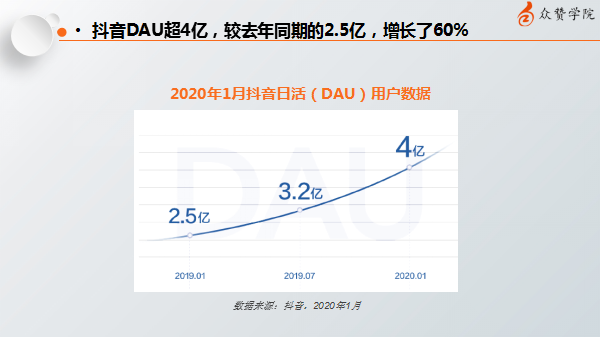 • 抖音DAU超4亿，较去年同期的2.5亿，增长了60%
众赞学院
2020年1月抖音日活（DAU）用户数据
DAU
4亿
3.2亿
2.5亿
2019.01 2019.07 2020.01
数据来源：抖音，2020年1月